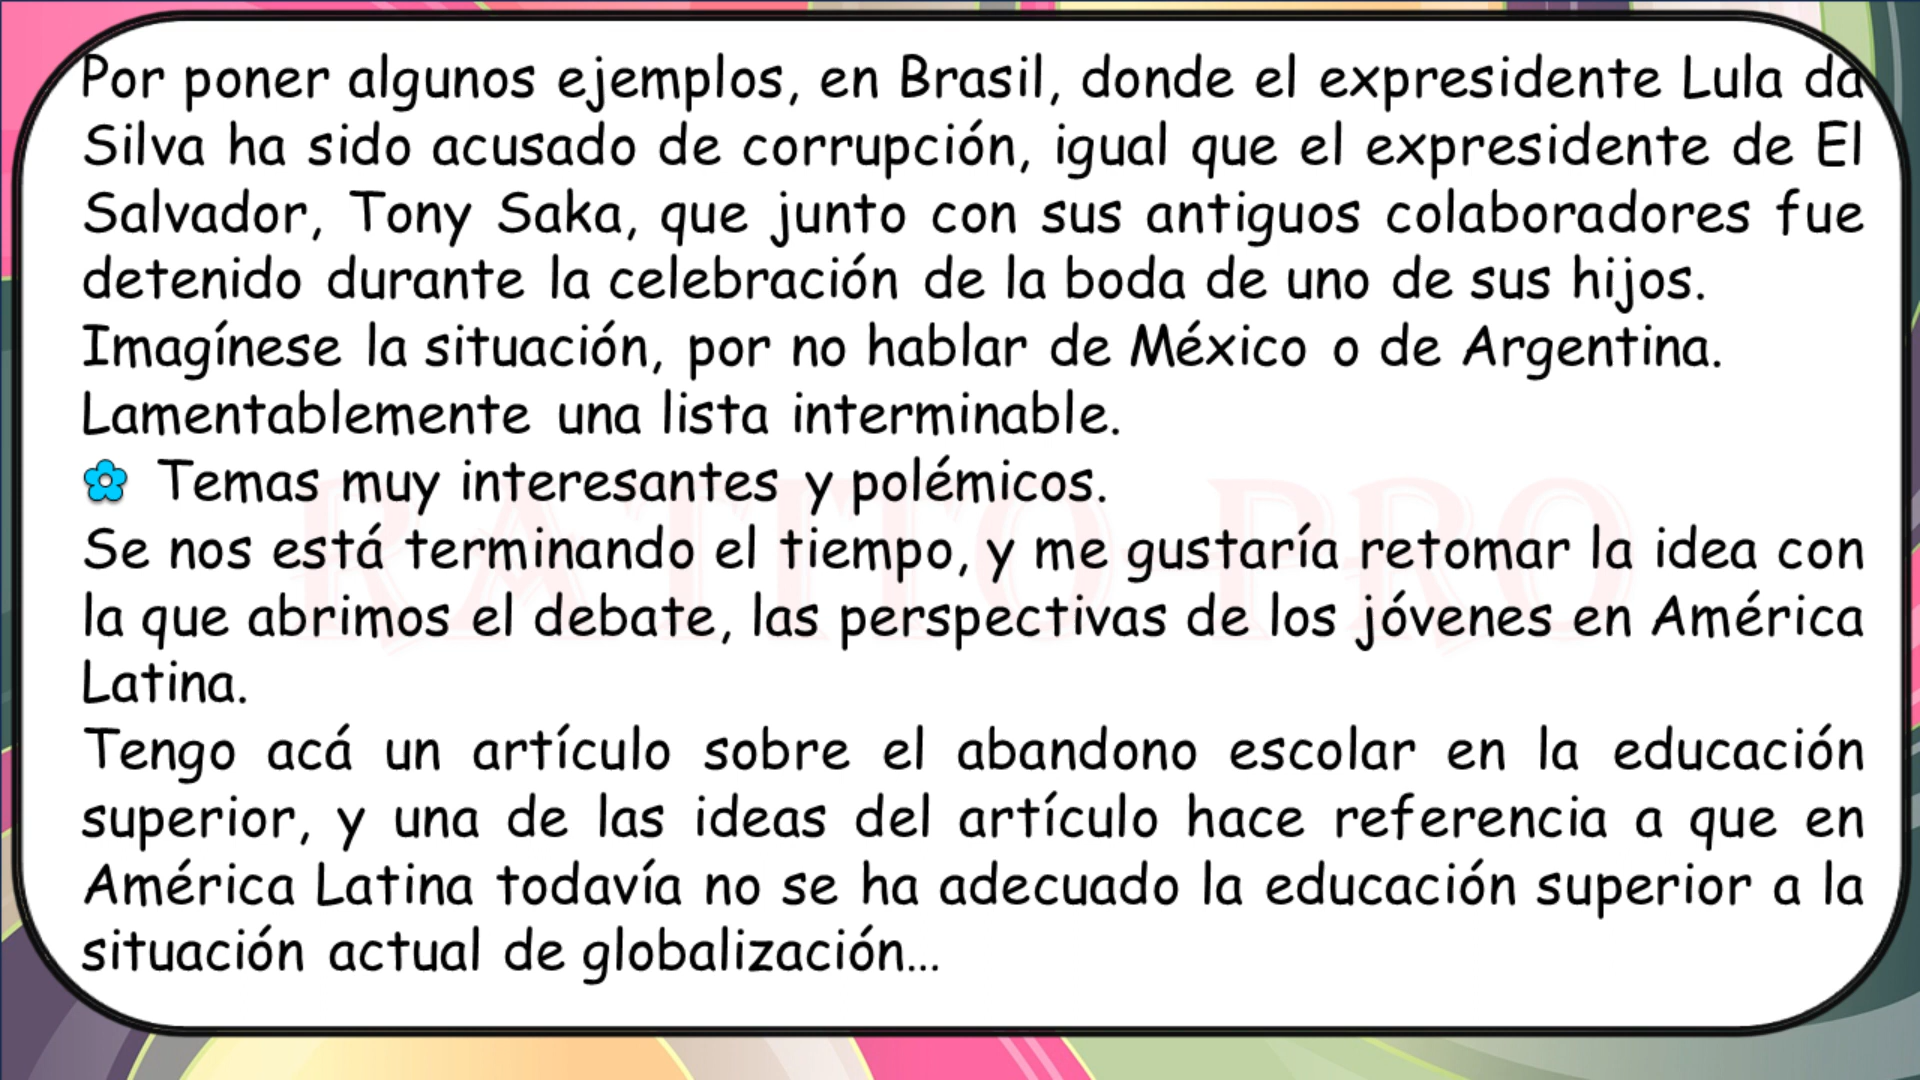 Por poner algunos ejemplos, en Brasil, donde el expresidente Lula da
Silva ha sido acusado de corrupción, igual que el expresidente de El
Salvador, Tony Saka, que junto con sus antiguos colaboradores fue
detenido durante la celebración de la boda de uno de sus hijos.
Imagínese la situación, por no hablar de México o de Argentina.
Lamentablemente una lista interminable.
Temas muy interesantes y polémicos.
Se nos está terminando el tiempo, y me gustaría retomar la idea con
la que abrimos el debate, las perspectivas de los jóvenes en América
Latina.
Tengo acá un artículo sobre el abandono escolar en la educación
superior, y una de las ideas del artículo hace referencia a que en
América Latina todavía no se ha adecuado la educación superior a la
situación actual de globalización...
RATITO PRO